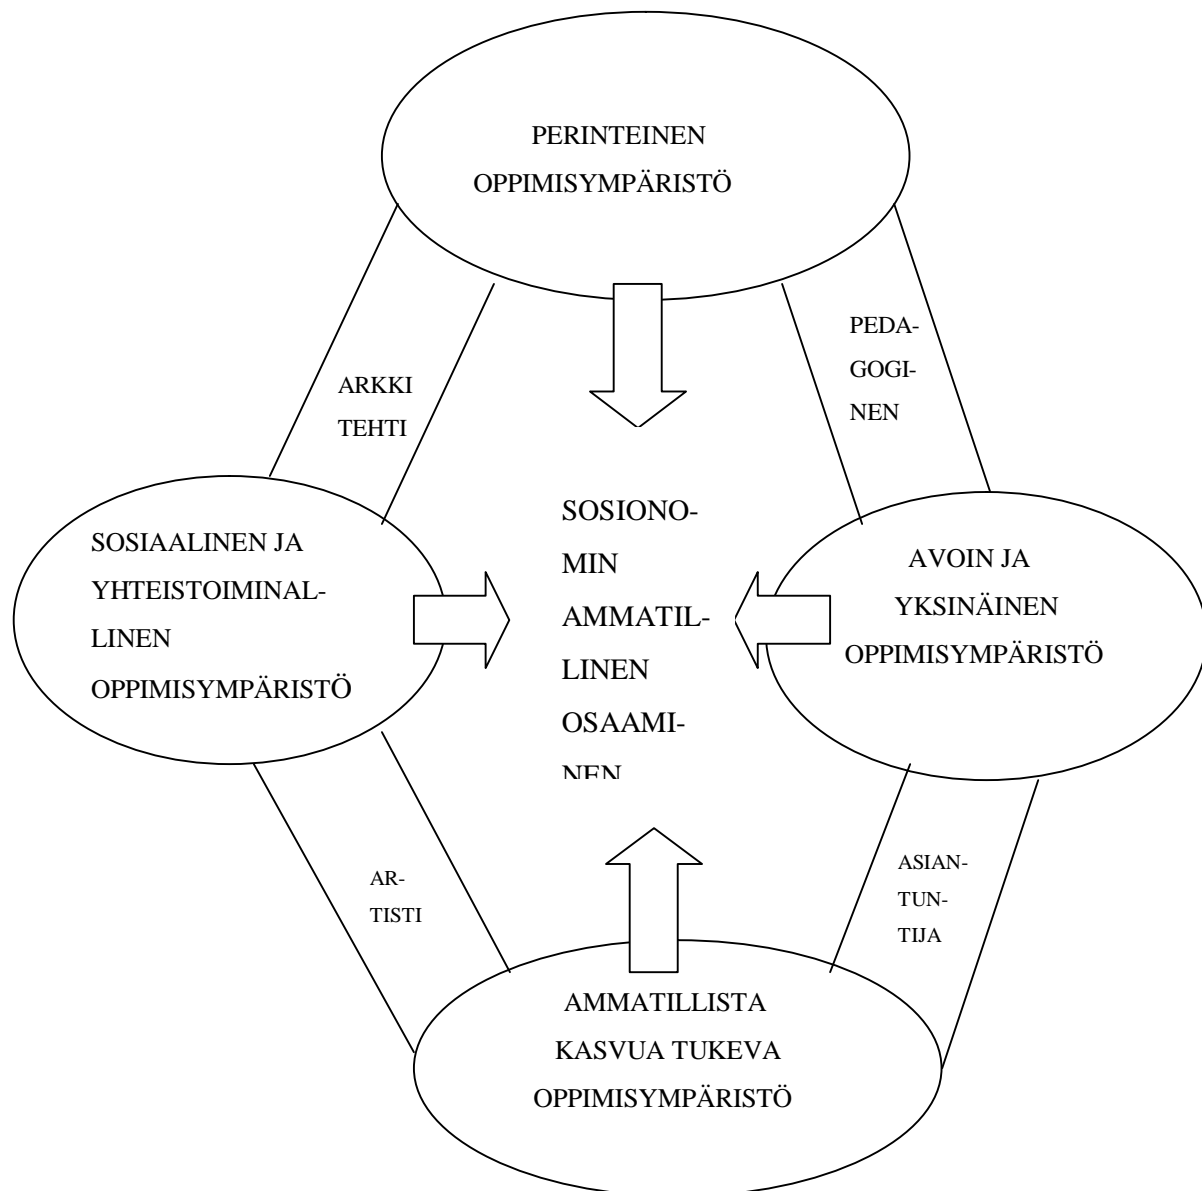 PERINTEINEN
OPPIMISYMPÄRISTÖ
PEDA-
GOGI-
NEN
ARKKI
TEHTI
SOSIAALINEN JA
YHTEISTOIMINAL-
LINEN
OPPIMISYMPÄRISTÖ
SOSIONO-
MIN
AMMATIL-
LINEN
OSAAMI-
NEN
AVOIN JA
YKSINÄINEN
OPPIMISYMPÄRISTÖ
AR-
TISTI
ASIAN-
TUN-
TIJA
AMMATILLISTA
KASVUA TUKEVA
OPPIMISYMPÄRISTÖ